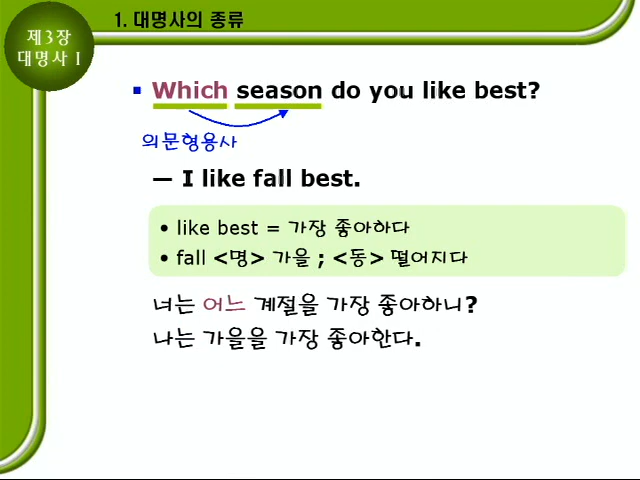 제3장
대명사 I
1. 대명사의 종류
▪ Which season do you like best?
의문형용사
— I like fall best.
• like best = 가장 좋아하다
• fall <명> 가을 ; <동> 떨어지다
너는 어느 계절을 가장 좋아하니?
나는 가을을 가장 좋아한다.